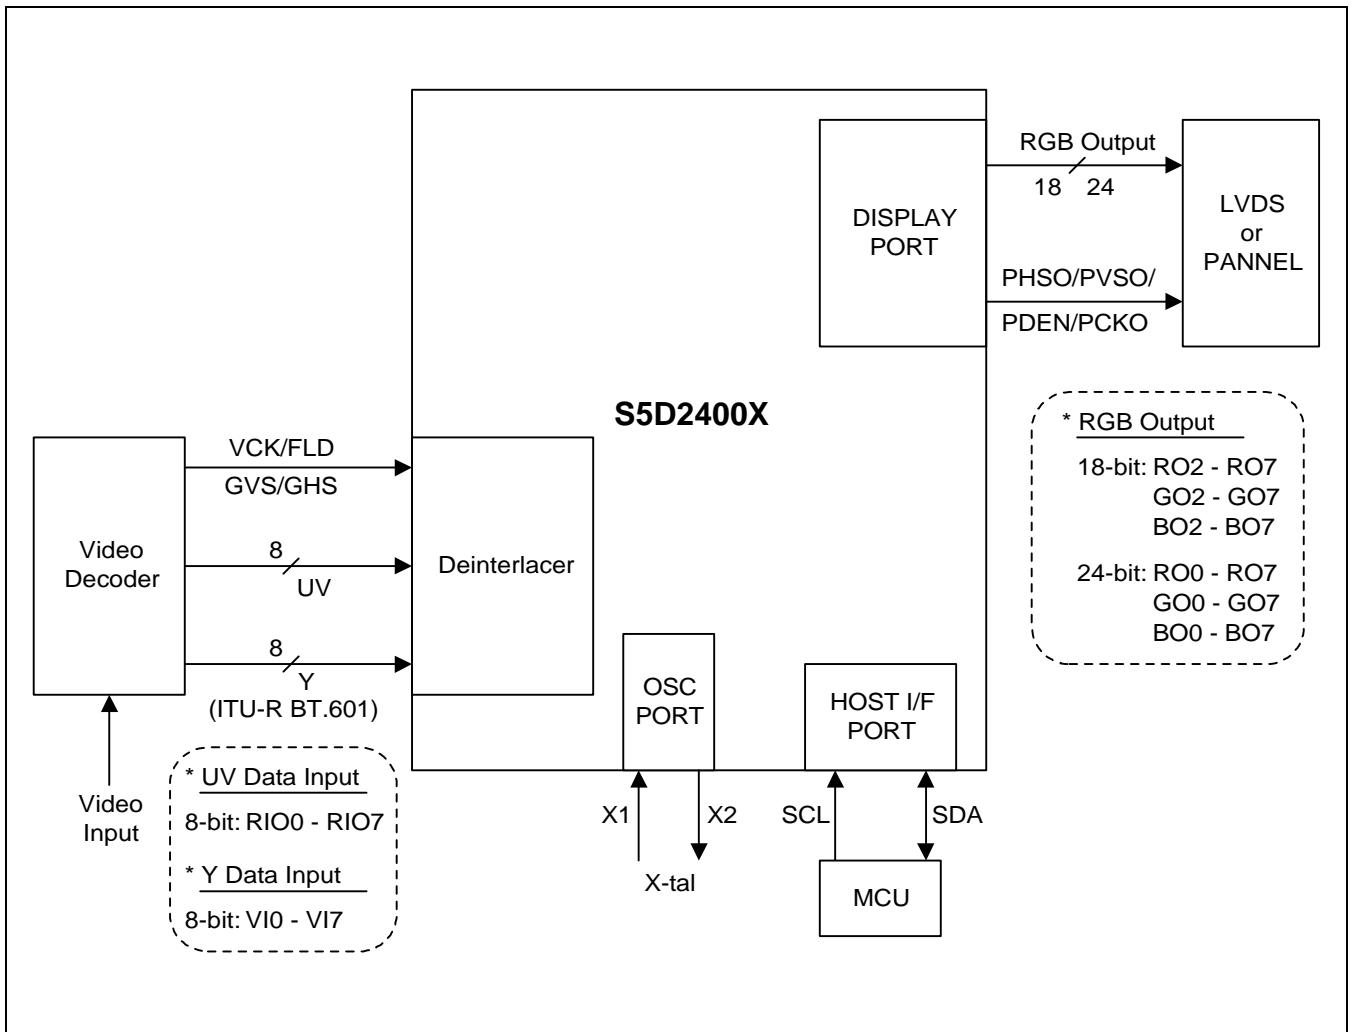 RGB Output
18 24
DISPLAY
PORT
LVDS
or
PANNEL
PHSO/PVSO/
PDEN/PCKO
S5D2400X
* RGB Output
18-bit: RO2 - RO7
GO2 - GO7
BO2 - BO7
24-bit: RO0 - RO7
GO0 - GO7
BO0 - BO7
VCK/FLD
GVS/GHS
Video
Decoder
8
UV
Deinterlacer
8
Y
(ITU-R BT.601)
OSC
PORT
HOST I/F
PORT
Video
Input
* UV Data Input
8-bit: RIO0 - RIO7
* Y Data Input
8-bit: VI0 - VI7
X1
X2
X-tal
SCL
SDA
MCU